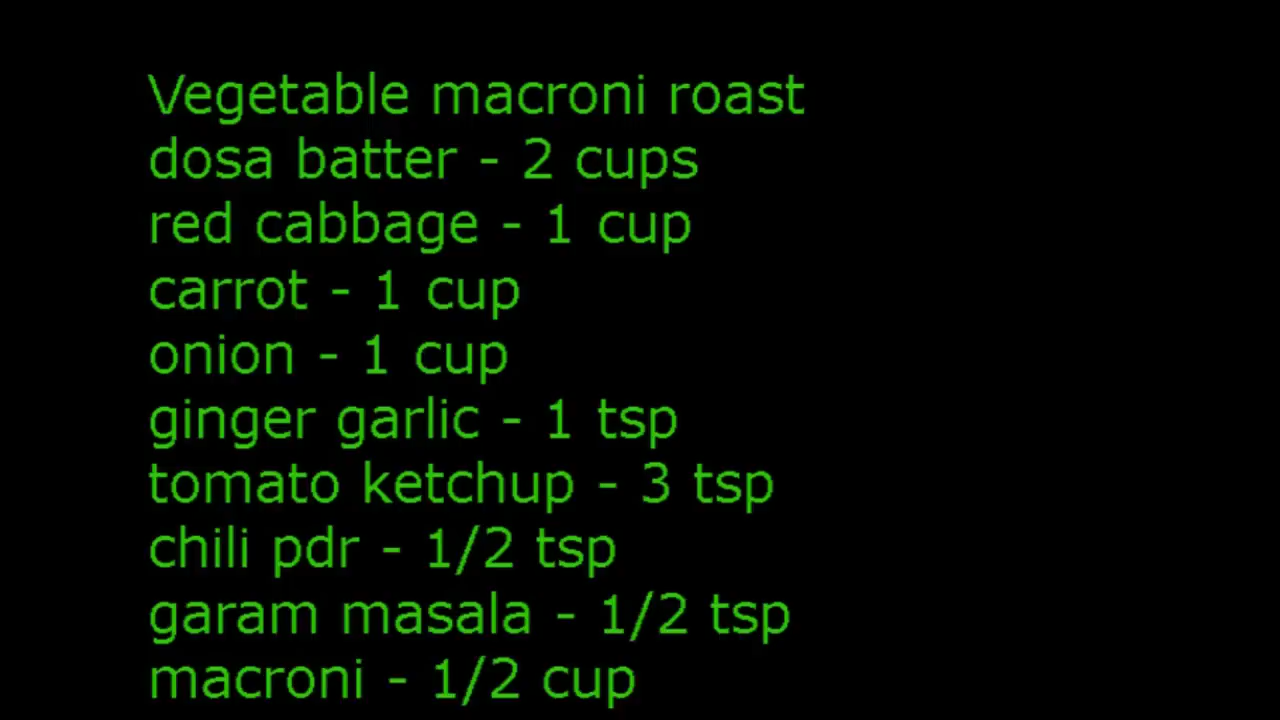 Vegetable macroni roast
dosa batter - 2 cups
red cabbage - 1 cup
carrot - 1 cup
onion - 1 cup
ginger garlic - 1 tsp
tomato ketchup - 3 tsp
chili pdr - 1/2 tsp
garam masala - 1/2 tsp
macroni - 1/2 cup